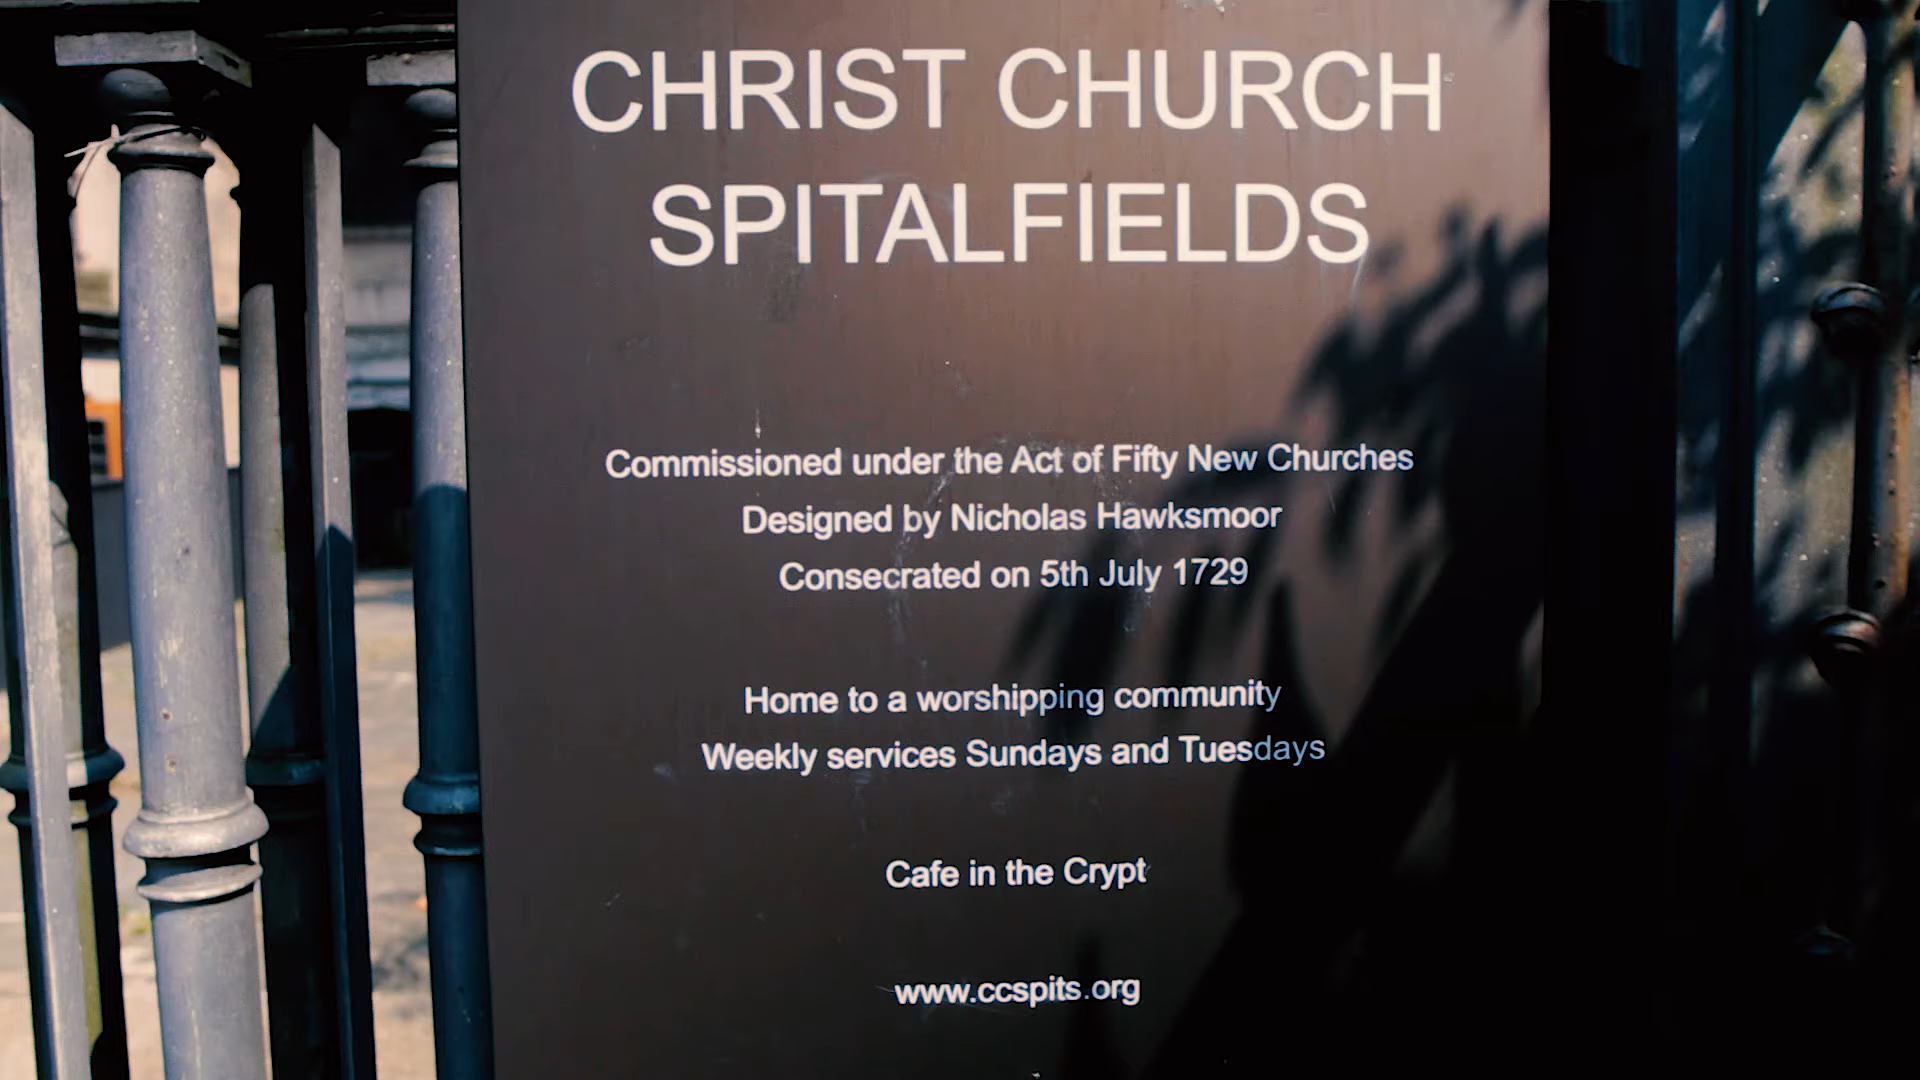 CHRIST CHURCH
SPITALFIELDS
Commissioned under the Act of Fifty New Churches
Designed by Nicholas Hawksmoor
Consecrated on 5th July 1729
Home to a worshipping community
Weekly services Sundays and Tuesdays
Cafe in the Crypt
www.ccspits.org